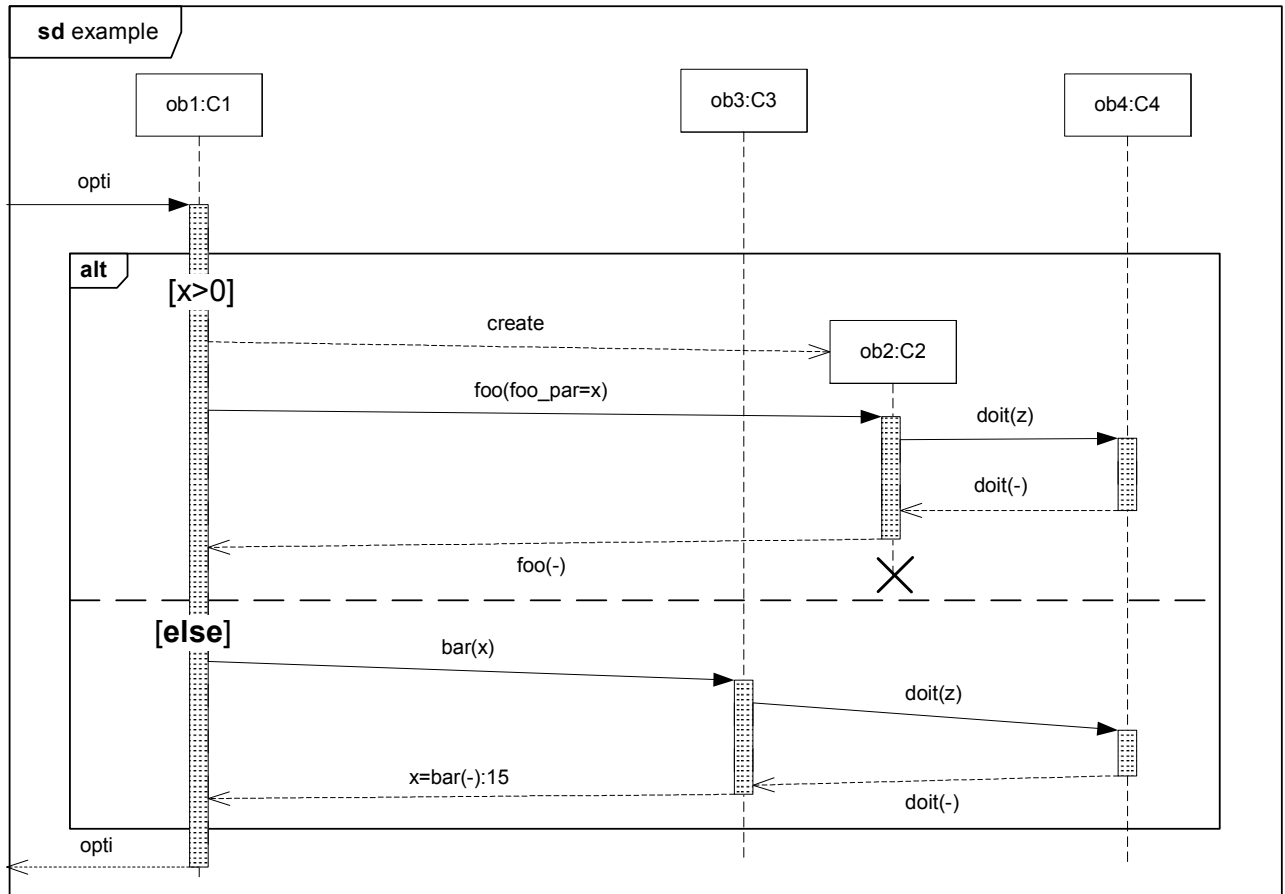 sd example
ob1:C1
ob3:C3
ob4:C4
opti
alt
[x>0]
create
ob2:C2
foo(foo_par=x)
doit(z)
doit(-)
foo(-)
[else]
bar(x)
doit(z)
x=bar(-):15
doit(-)
opti